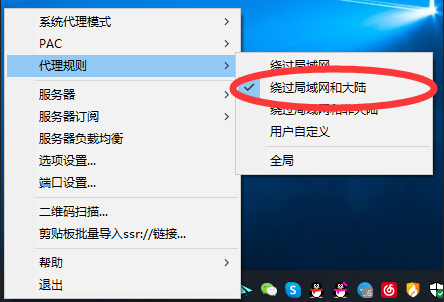 系统代理模式
PAC
代理规则
服务器
服务器订阅
服务器负载均衡
选项设置...
端口设置...
二维码扫描...
剪贴板批量导入ssr://链接...
帮助
退出
绕过局域网
绕过局域网和大陆
绕过局域网和非大陆
用户自定义
全局